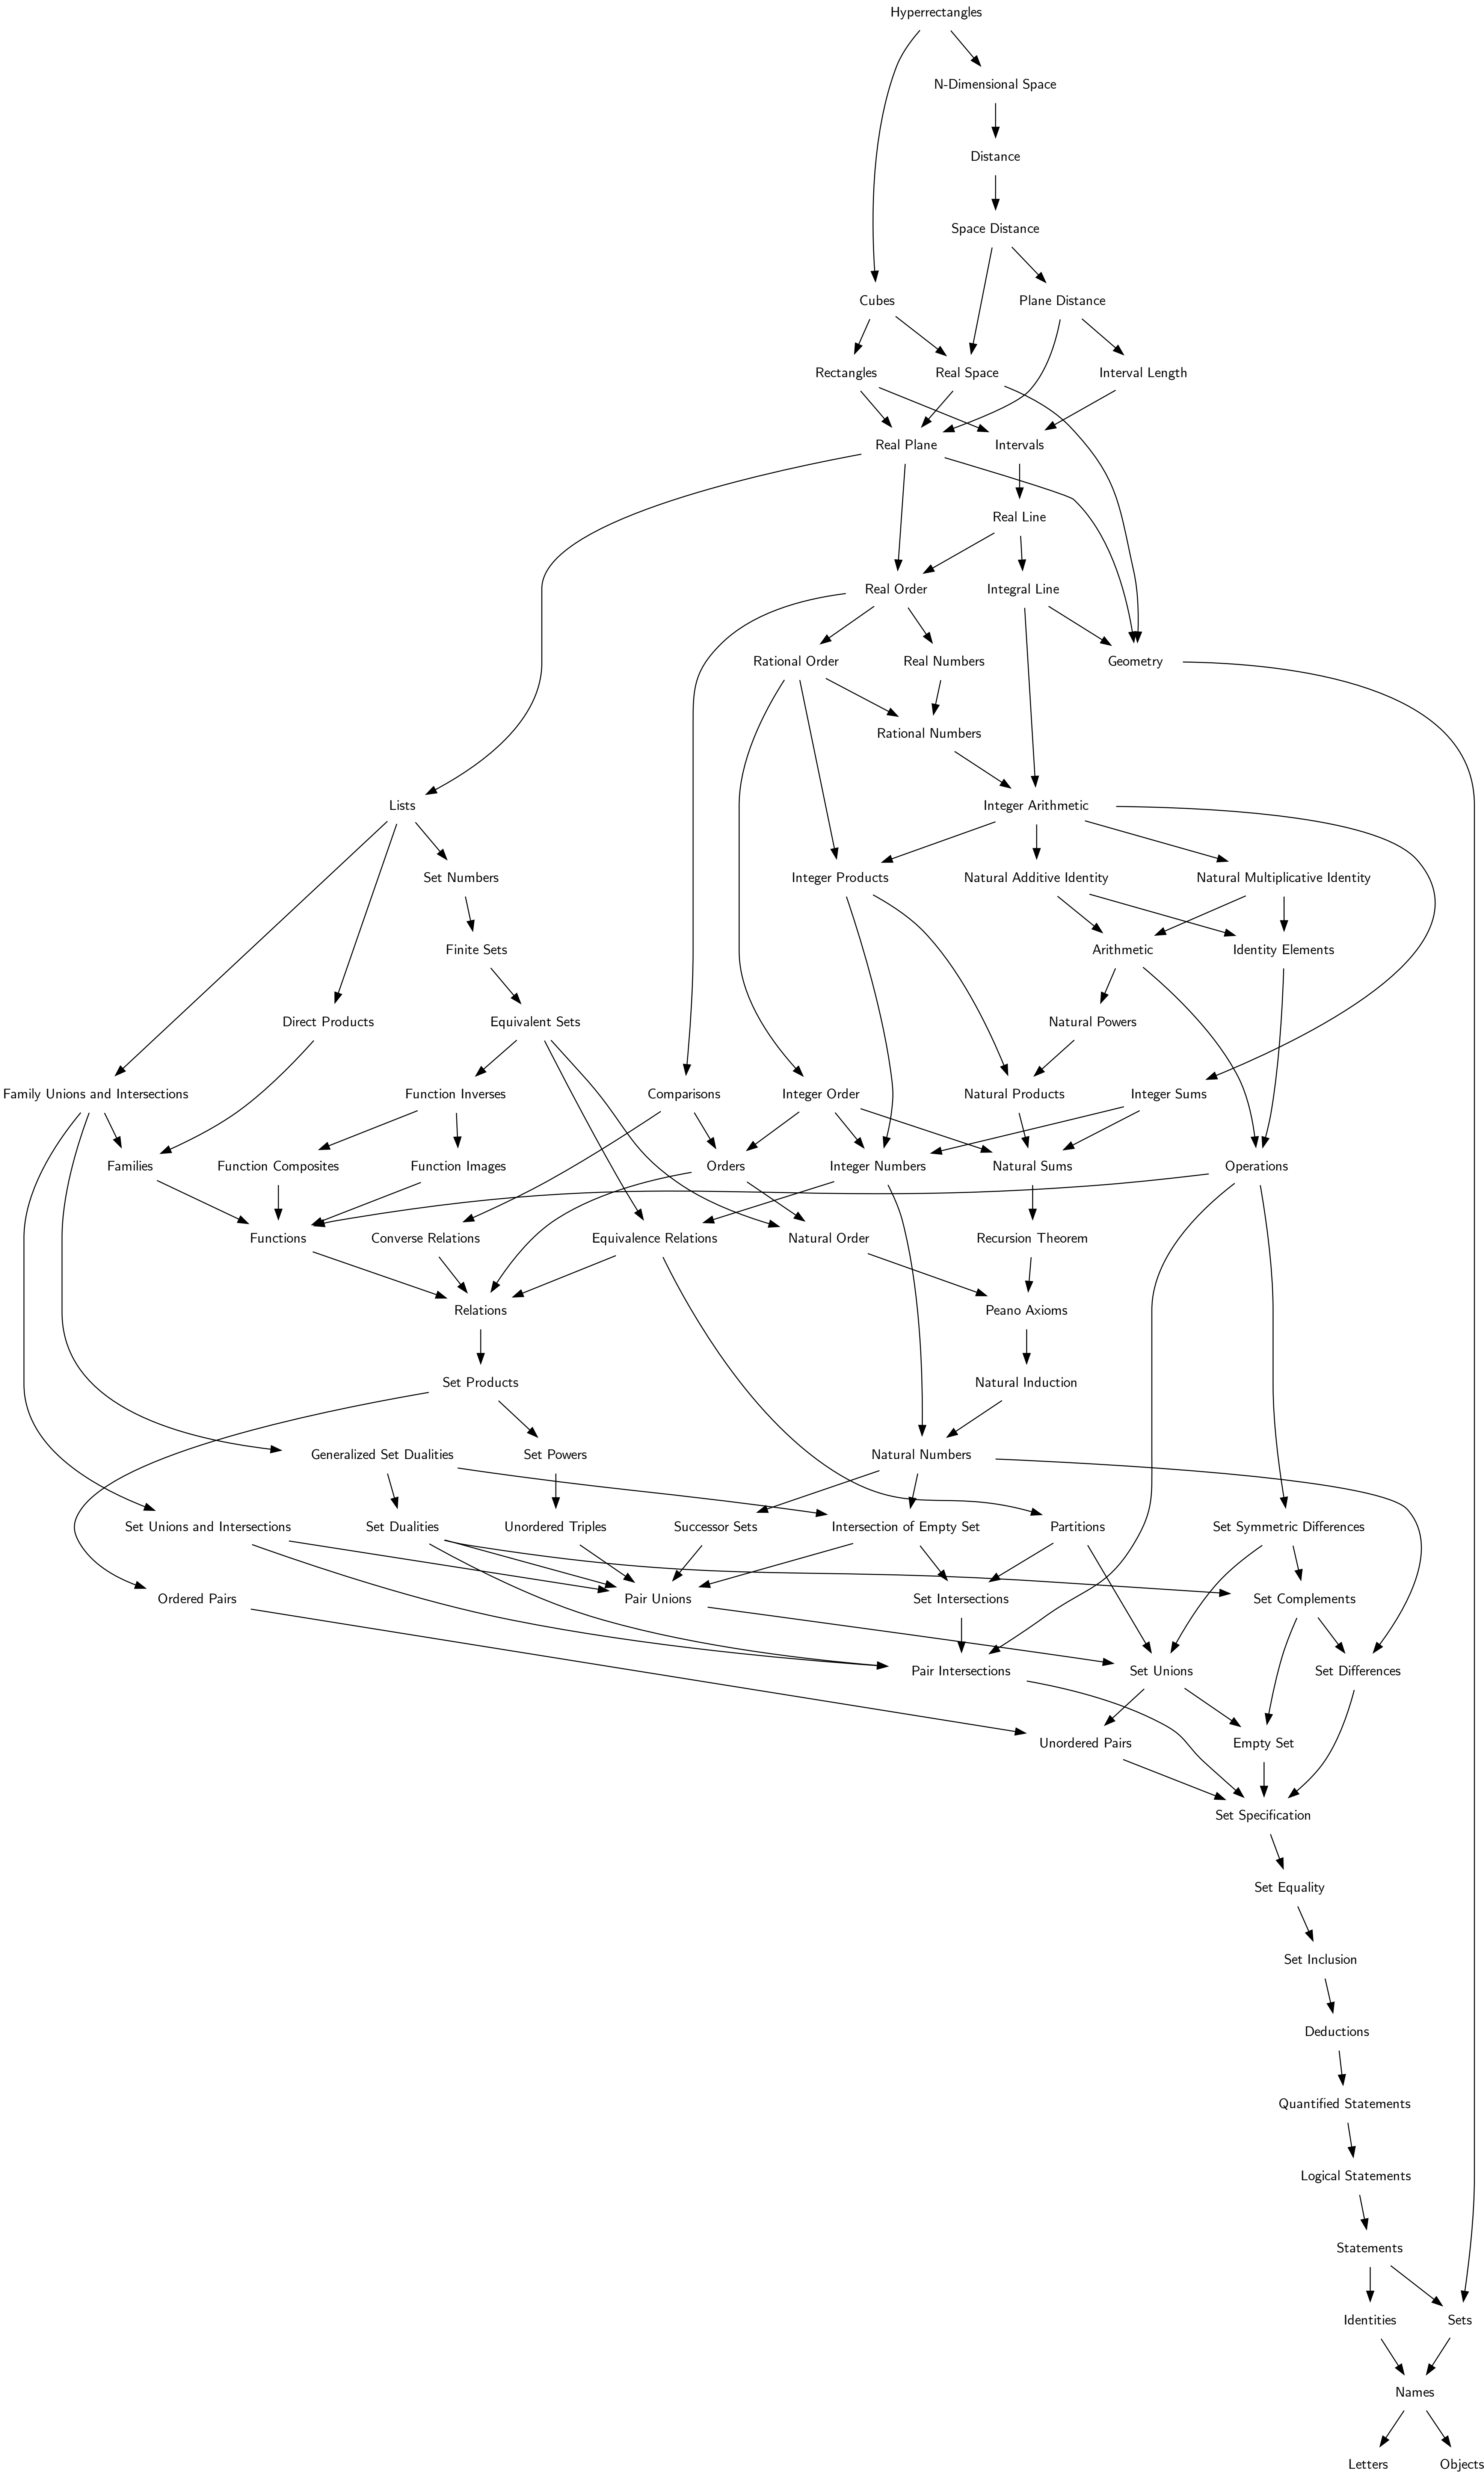 Hyperrectangles
N-Dimensional Space
Distance
Space Distance
Cubes
Plane Distance
Rectangles
Real Space
Interval Length
Real Plane
Intervals
Real Line
Real Order
Integral Line
Rational Order
Real Numbers
Geometry
Rational Numbers
Lists
Integer Arithmetic
Set Numbers
Integer Products
Natural Additive Identity
Natural Multiplicative Identity
Finite Sets
Arithmetic
Identity Elements
Direct Products
Equivalent Sets
Natural Powers
Family Unions and Intersections
Function Inverses
Comparisons
Integer Order
Natural Products
Integer Sums
Families
Function Composites
Function Images
Orders
Integer Numbers
Natural Sums
Operations
Functions
Converse Relations
Equivalence Relations
Natural Order
Recursion Theorem
Relations
Peano Axioms
Set Products
Natural Induction
Generalized Set Dualities
Set Powers
Natural Numbers
Set Unions and Intersections
Set Dualities
Unordered Triples
Successor Sets
Intersection of Empty Set
Partitions
Set Symmetric Differences
Ordered Pairs
Pair Unions
Set Intersections
Set Complements
Pair Intersections
Set Unions
Set Differences
Unordered Pairs
Empty Set
Set Specification
Set Equality
Set Inclusion
Deductions
Quantified Statements
Logical Statements
Statements
Identities
Sets
Names
Letters
Objects